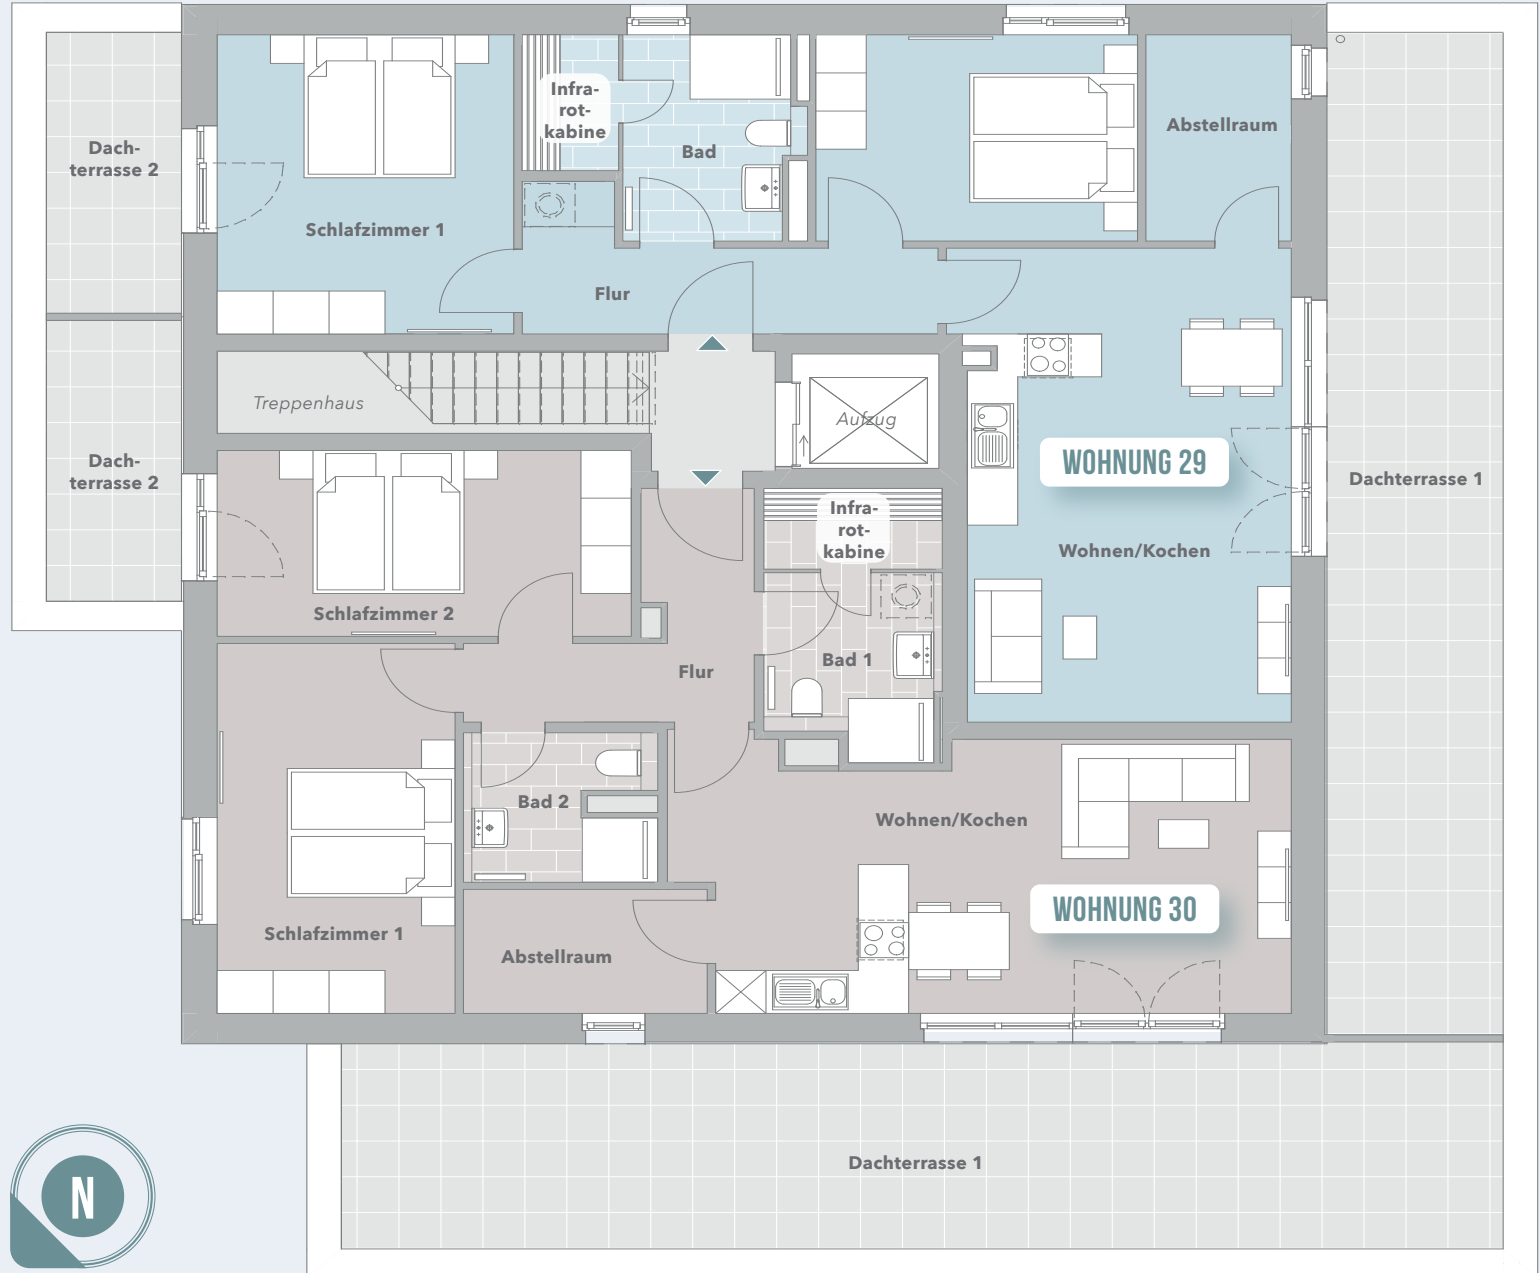 Dach-
terrasse 2
Schlafzimmer 1
Infra-
rot-
kabine
Bad
Abstellraum
Flur
Treppenhaus
Aufzug
Dach-
terrasse 2
WOHNUNG 29
Dachterrasse 1
Wohnen/Kochen
Infra-
rot-
kabine
Schlafzimmer 2
Flur
Bad 1
Bad 2
Wohnen/Kochen
WOHNUNG 30
Schlafzimmer 1
Abstellraum
Dachterrasse 1
N